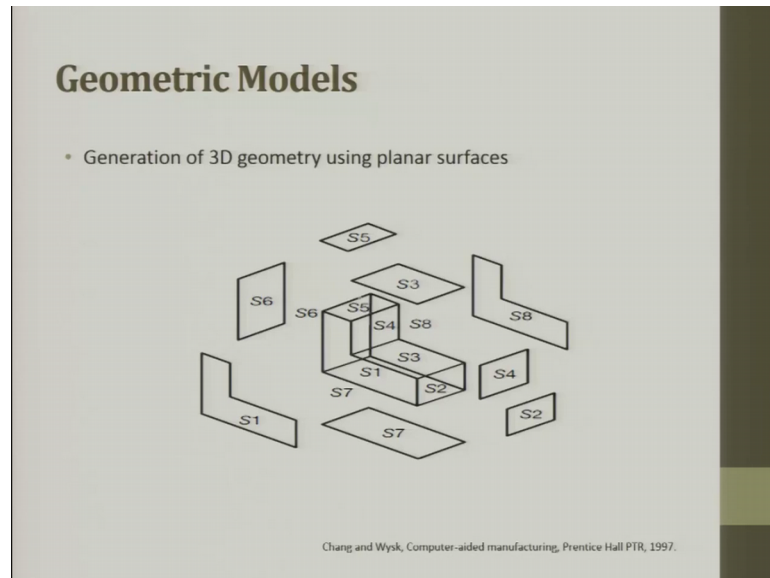 Geometric Models
• Generation of 3D geometry using planar surfaces
S5
S3
S6
S6
S5
S4
S8
S8
S3
S1
S2
S4
S7
S2
S1
S7
Chang and Wysk, Computer-aided manufacturing, Prentice Hall PTR, 1997.